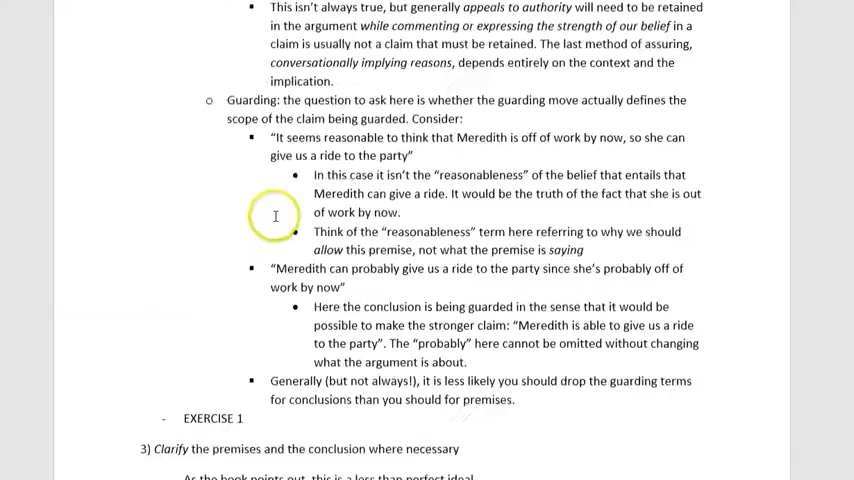 ▪ This isn't always true, but generally appeals to authority will need to be retained
in the argument while commenting or expressing the strength of our belief in a
claim is usually not a claim that must be retained. The last method of assuring,
conversationally implying reasons, depends entirely on the context and the
implication.
o Guarding: the question to ask here is whether the guarding move actually defines the
scope of the claim being guarded. Consider:
▪ "It seems reasonable to think that Meredith is off of work by now, so she can
give us a ride to the party"
• In this case it isn't the "reasonableness" of the belief that entails that
Meredith can give a ride. It would be the truth of the fact that she is out
of work by now.
• Think of the "reasonableness" term here referring to why we should
allow this premise, not what the premise is saying
▪ "Meredith can probably give us a ride to the party since she's probably off of
work by now"
• Here the conclusion is being guarded in the sense that it would be
possible to make the stronger claim: "Meredith is able to give us a ride
to the party". The "probably" here cannot be omitted without changing
what the argument is about.
▪ Generally (but not always!), it is less likely you should drop the guarding terms
for conclusions than you should for premises.
- EXERCISE 1
3) Clarify the premises and the conclusion where necessary
As the book points out, this is a less than perfect ideal